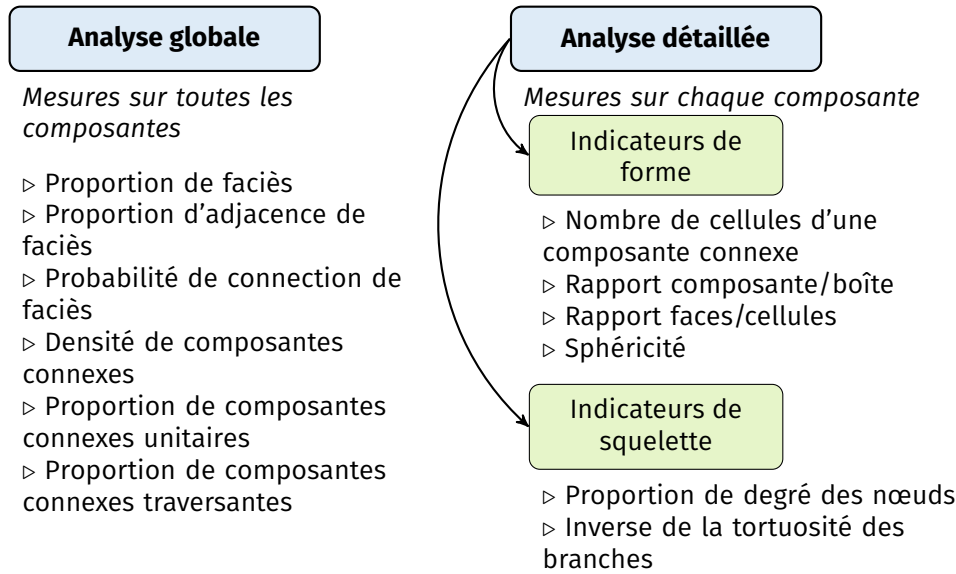 Analyse globale
Mesures sur toutes les
composantes
▷ Proportion de faciès
▷ Proportion d'adjacence de
faciès
▷ Probabilité de connection de
faciès
▷ Densité de composantes
connexes
▷ Proportion de composantes
connexes unitaires
▷ Proportion de composantes
connexes traversantes
Analyse détaillée
Mesures sur chaque composante
Indicateurs de
forme
▷ Nombre de cellules d’une
composante connexe
▷ Rapport composante/boîte
▷ Rapport faces/cellules
▷ Sphéricité
Indicateurs de
squelette
▷ Proportion de degré des nœuds
▷ Inverse de la tortuosité des
branches